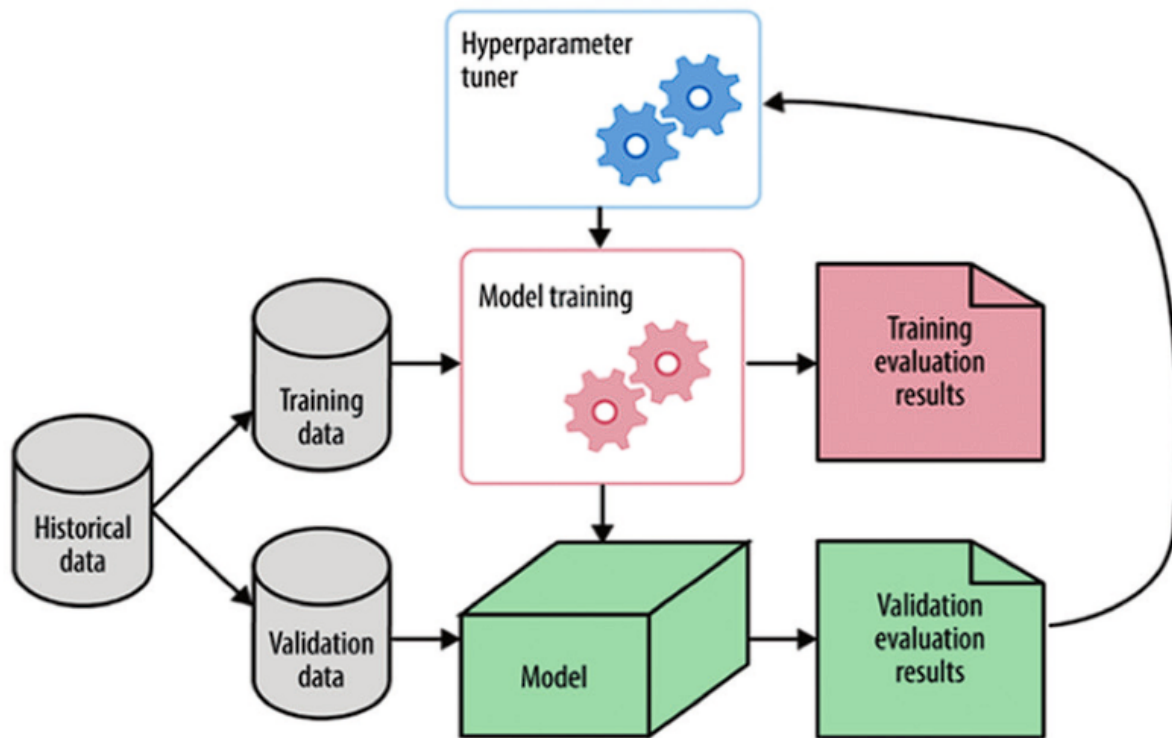 Hyperparameter
tuner
Model training
Training
evaluation
results
Training
data
Historical
data
Validation
data
Model
Validation
evaluation
results